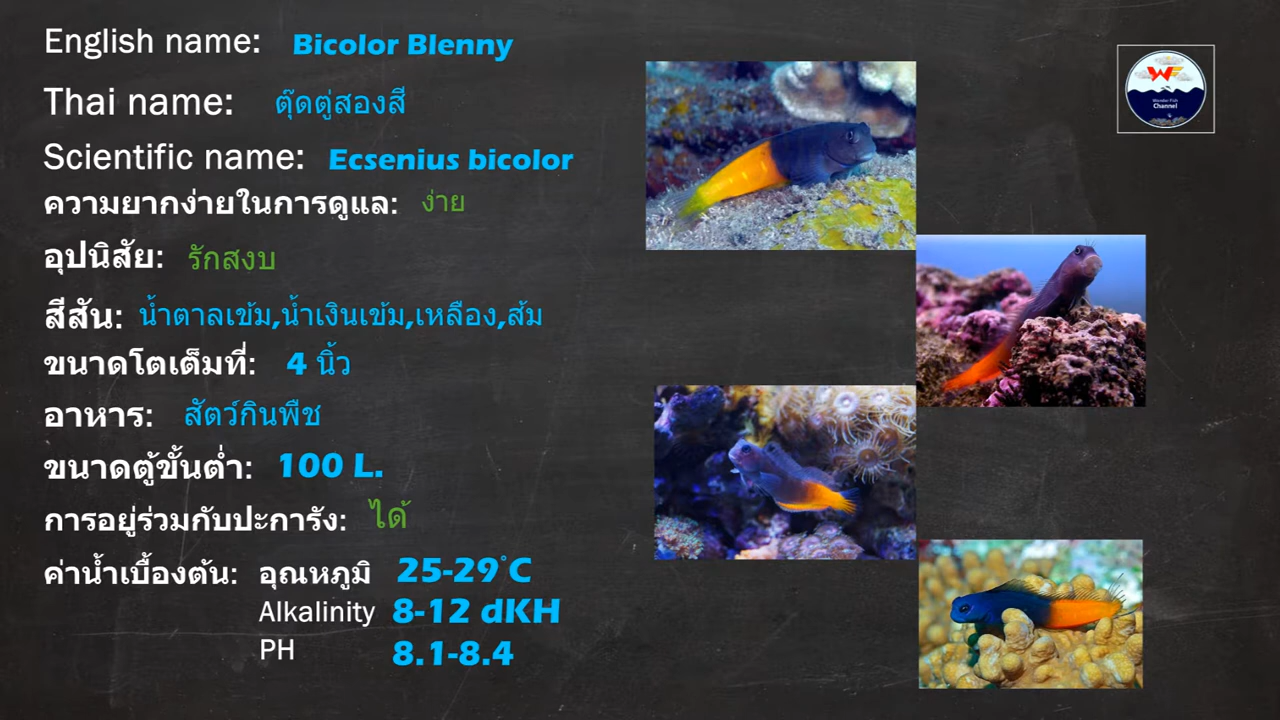 English name: Bicolor Blenny
Thai name: ตุ๊ดตู่สองสี
Scientific name: Ecsenius bicolor
ความยากง่ายในการดูแล: ง่าย
อุปนิสัย: รักสงบ
สีสัน: น้ำตาลเข้ม,น้ำเงินเข้ม,เหลือง,ส้ม
ขนาดโตเต็มที่: 4 นิ้ว
อาหาร: สัตว์กินพืช
ขนาดตู้ขั้นต่ำ: 100 L.
การอยู่ร่วมกับปะการัง: ได้
ค่าน้ำเบื้องต้น: อุณหภูมิ 25-29°C
Alkalinity 8-12 dKH
PH 8.1-8.4
WF
Wonder Fish
Channel